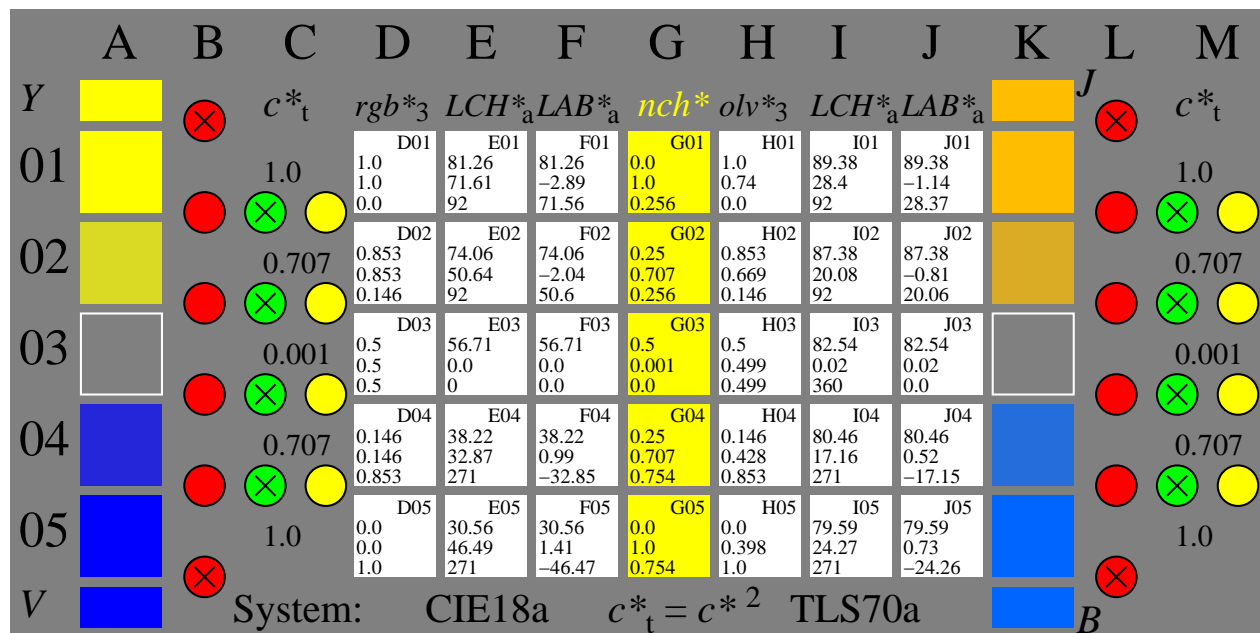 A B C D E F G H I J K L M
Y c*t rgb*3 LCH*a LAB*a nch* olv*3 LCH*a LAB*a J c*t
01 1.0 D01 E01 F01 G01 H01 I01 J01 1.0
1.0 81.26 81.26 0.0 1.0 89.38 89.38
1.0 71.61 −2.89 1.0 0.74 28.4 −1.14
0.0 92 71.56 0.256 0.0 92 28.37
02 0.707 D02 E02 F02 G02 H02 I02 J02 0.707
0.853 74.06 74.06 0.25 0.853 87.38 87.38
0.853 50.64 −2.04 0.707 0.669 20.08 −0.81
0.146 92 50.6 0.256 0.146 92 20.06
03 0.001 D03 E03 F03 G03 H03 I03 J03 0.001
0.5 56.71 56.71 0.5 0.5 82.54 82.54
0.5 0.0 0.0 0.001 0.499 0.02 0.02
0.5 0 0.0 0.0 0.499 360 0.0
04 0.707 D04 E04 F04 G04 H04 I04 J04 0.707
0.146 38.22 38.22 0.25 0.146 80.46 80.46
0.146 32.87 0.99 0.707 0.428 17.16 0.52
0.853 271 −32.85 0.754 0.853 271 −17.15
05 1.0 D05 E05 F05 G05 H05 I05 J05 1.0
0.0 30.56 30.56 0.0 0.0 79.59 79.59
0.0 46.49 1.41 1.0 0.398 24.27 0.73
1.0 271 −46.47 0.754 1.0 271 −24.26
V System: CIE18a c*t = c* 2 TLS70a B